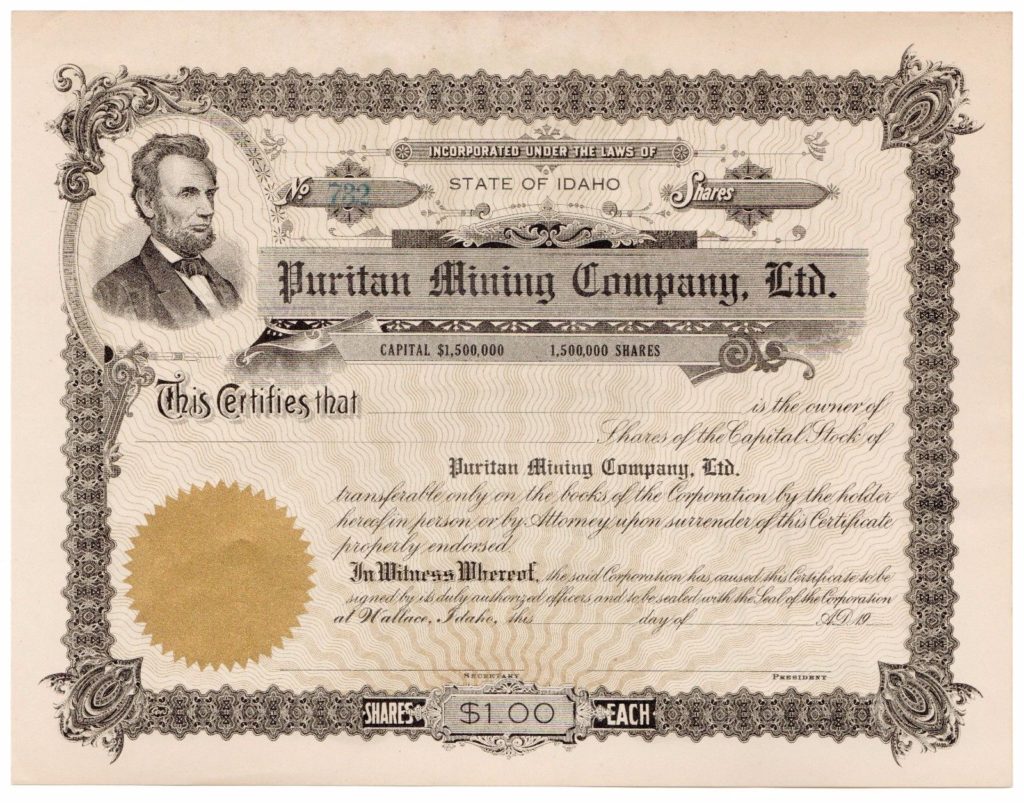 INCORPORATED UNDER THE LAWS OF
No 732 STATE OF IDAHO Shares
Puritan Mining Company, Ltd.
CAPITAL $1,500,000 1,500,000 SHARES
This Certifies that is the owner of
Shares of the Capital Stock of
Puritan Mining Company, Ltd.
transferable only on the books of the Corporation by the holder
hereof in person or by Attorney upon surrender of this Certificate
properly endorsed.
In Witness Whereof, the said Corporation has caused this Certificate to be
signed by its duly authorized officers and to be sealed with the Seal of the Corporation
at Wallace, Idaho, this day of A.D. 19
SECRETARY PRESIDENT
SHARES $1.00 EACH